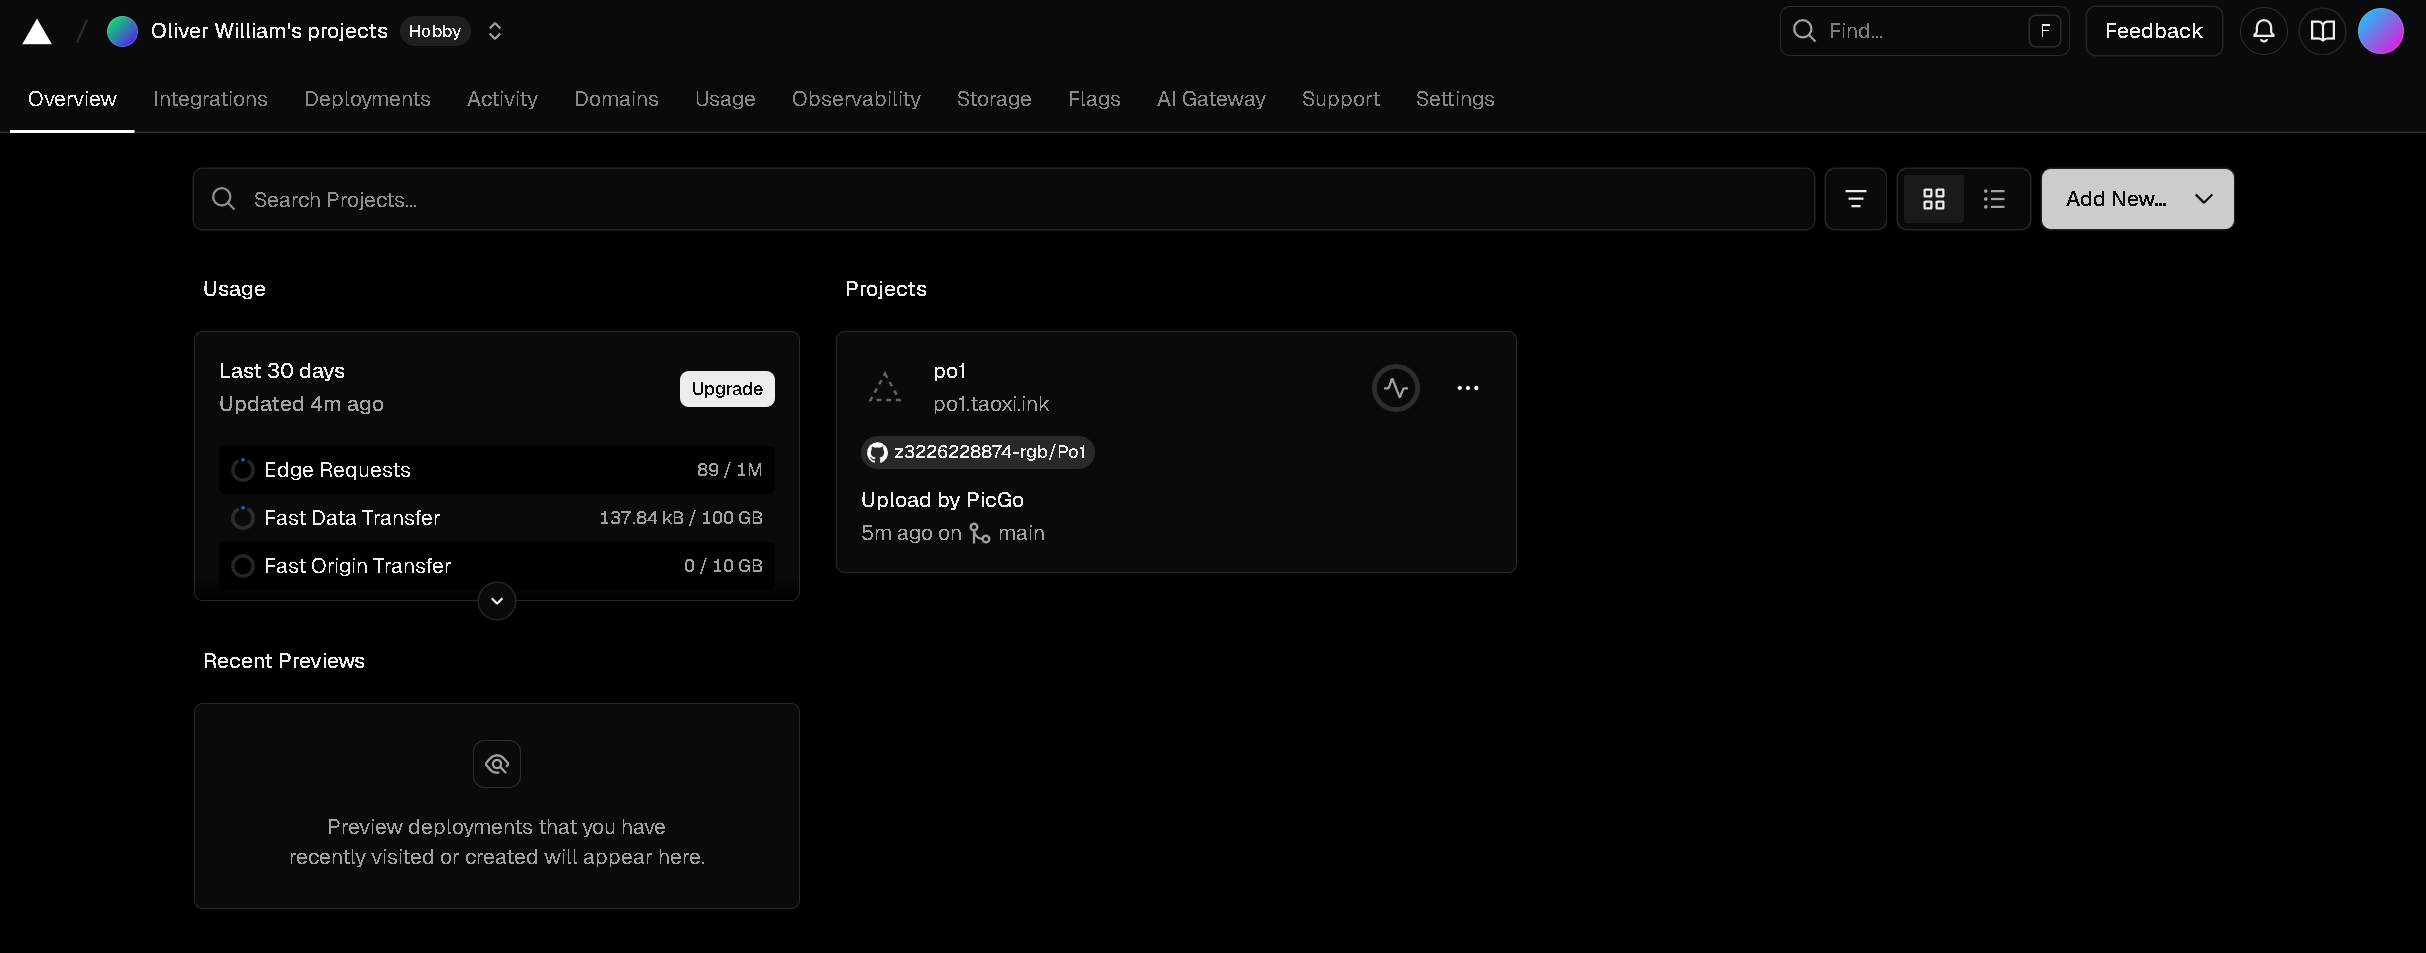 Oliver William's projects Hobby
Find... F
Feedback
Overview Integrations Deployments Activity Domains Usage Observability Storage Flags AI Gateway Support Settings
Search Projects...
Add New...
Usage
Last 30 days
Updated 4m ago
Upgrade
Edge Requests 89 / 1M
Fast Data Transfer 137.84 kB / 100 GB
Fast Origin Transfer 0 / 10 GB
Recent Previews
Preview deployments that you have
recently visited or created will appear here.
Projects
po1
po1.taoxi.ink
z3226228874-rgb/Po1
Upload by PicGo
5m ago on main